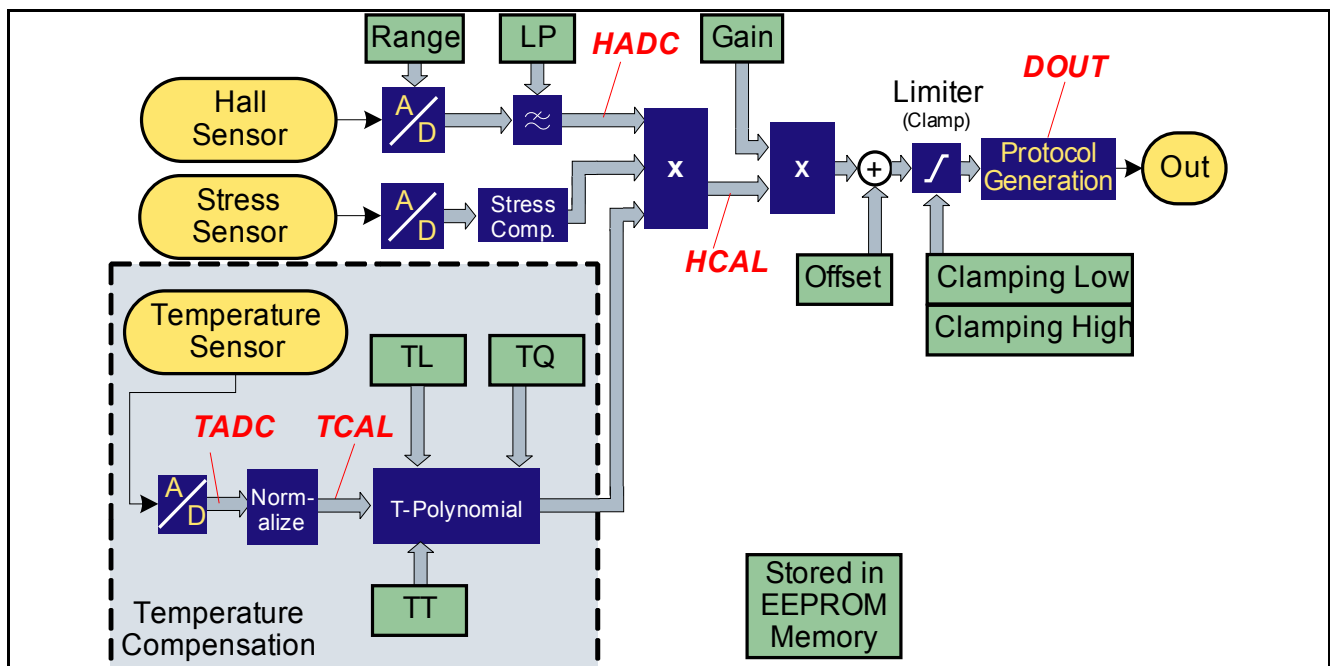 Range
LP
HADC
Gain
DOUT
Hall
Sensor
A
D
Limiter
(Clamp)
Protocol
Generation
Out
x
x
+
Stress
Sensor
A
D
Stress
Comp.
HCAL
Offset
Clamping Low
Clamping High
Temperature
Sensor
TL
TQ
TADC
TCAL
A
D
Norm-
alize
T-Polynomial
TT
Temperature
Compensation
Stored in
EEPROM
Memory